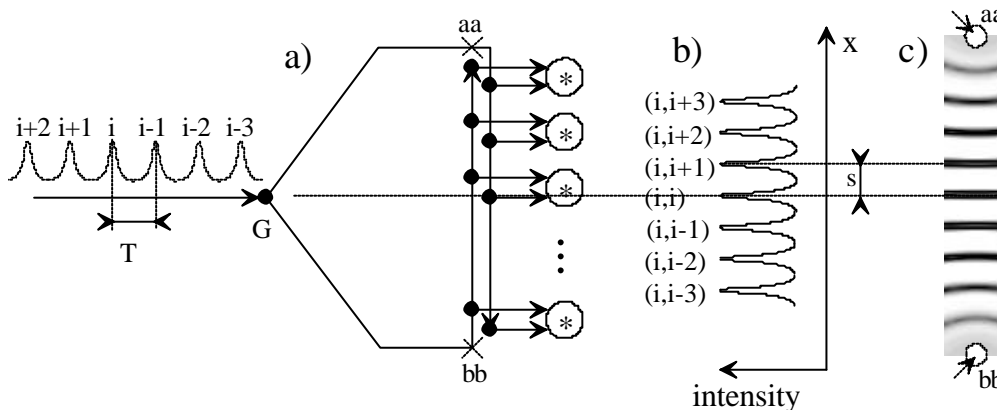 a)
i+2 i+1 i i-1 i-2 i-3
T
G
aa
* * * *
bb
b)
x
(i,i+3)
(i,i+2)
(i,i+1)
(i,i)
(i,i-1)
(i,i-2)
(i,i-3)
s
intensity
c)
aa
bb